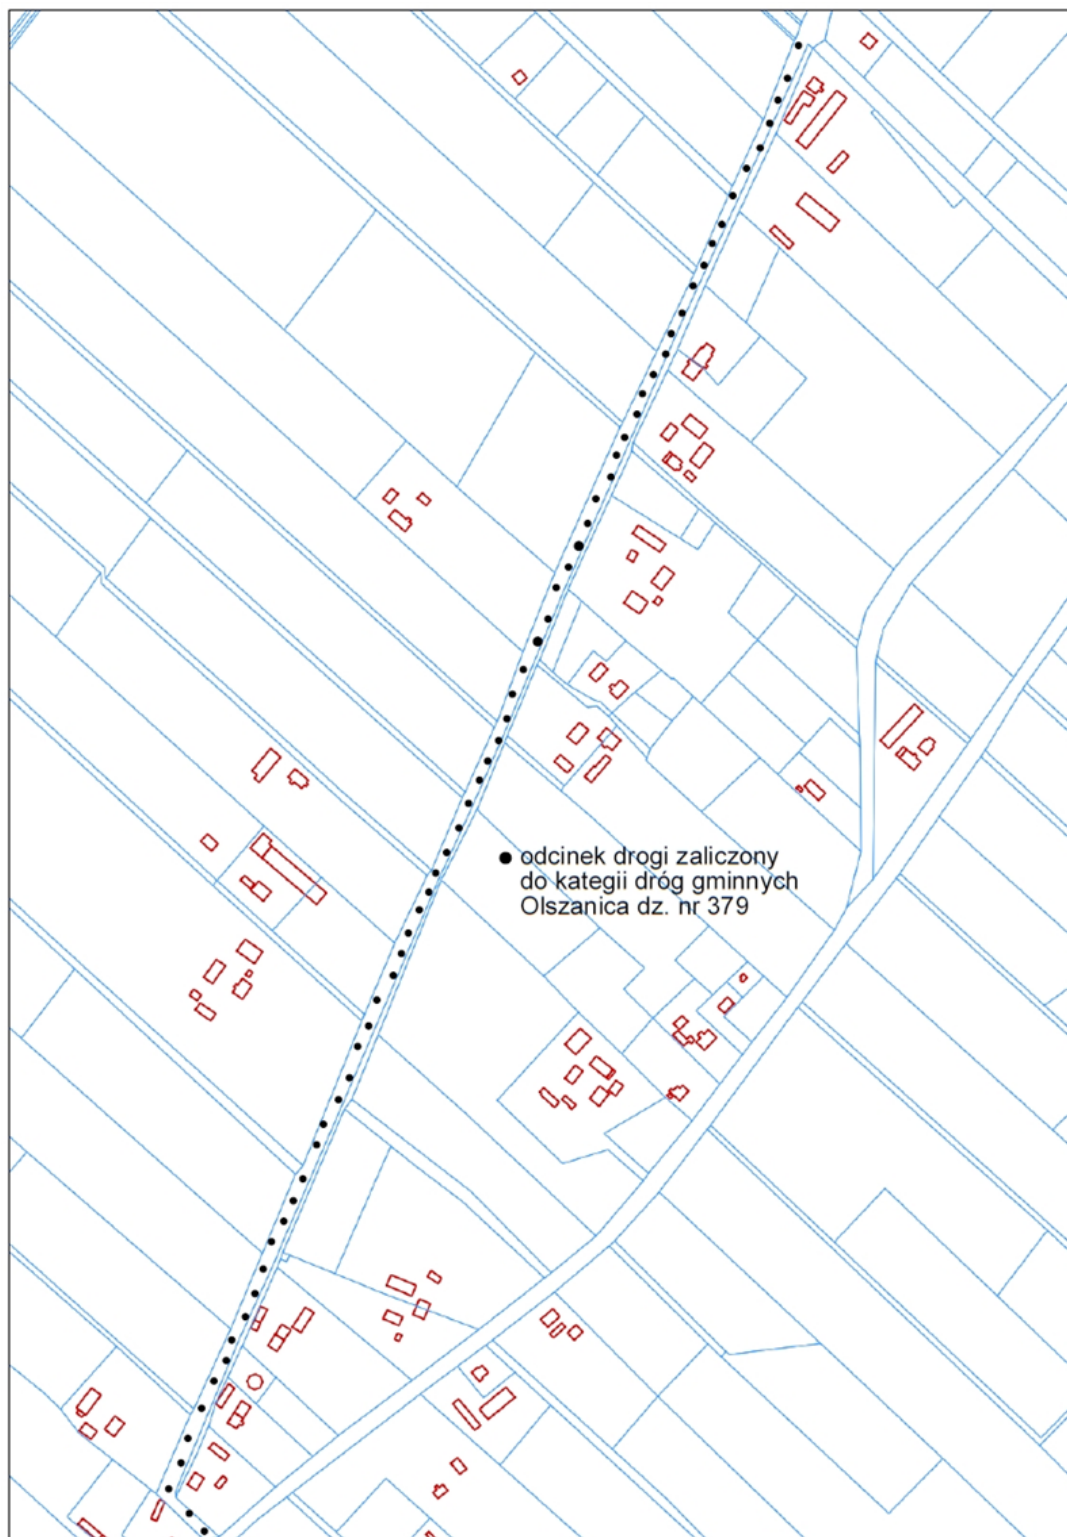 odcinek drogi zaliczony
do kategii dróg gminnych
Olszanica dz. nr 379